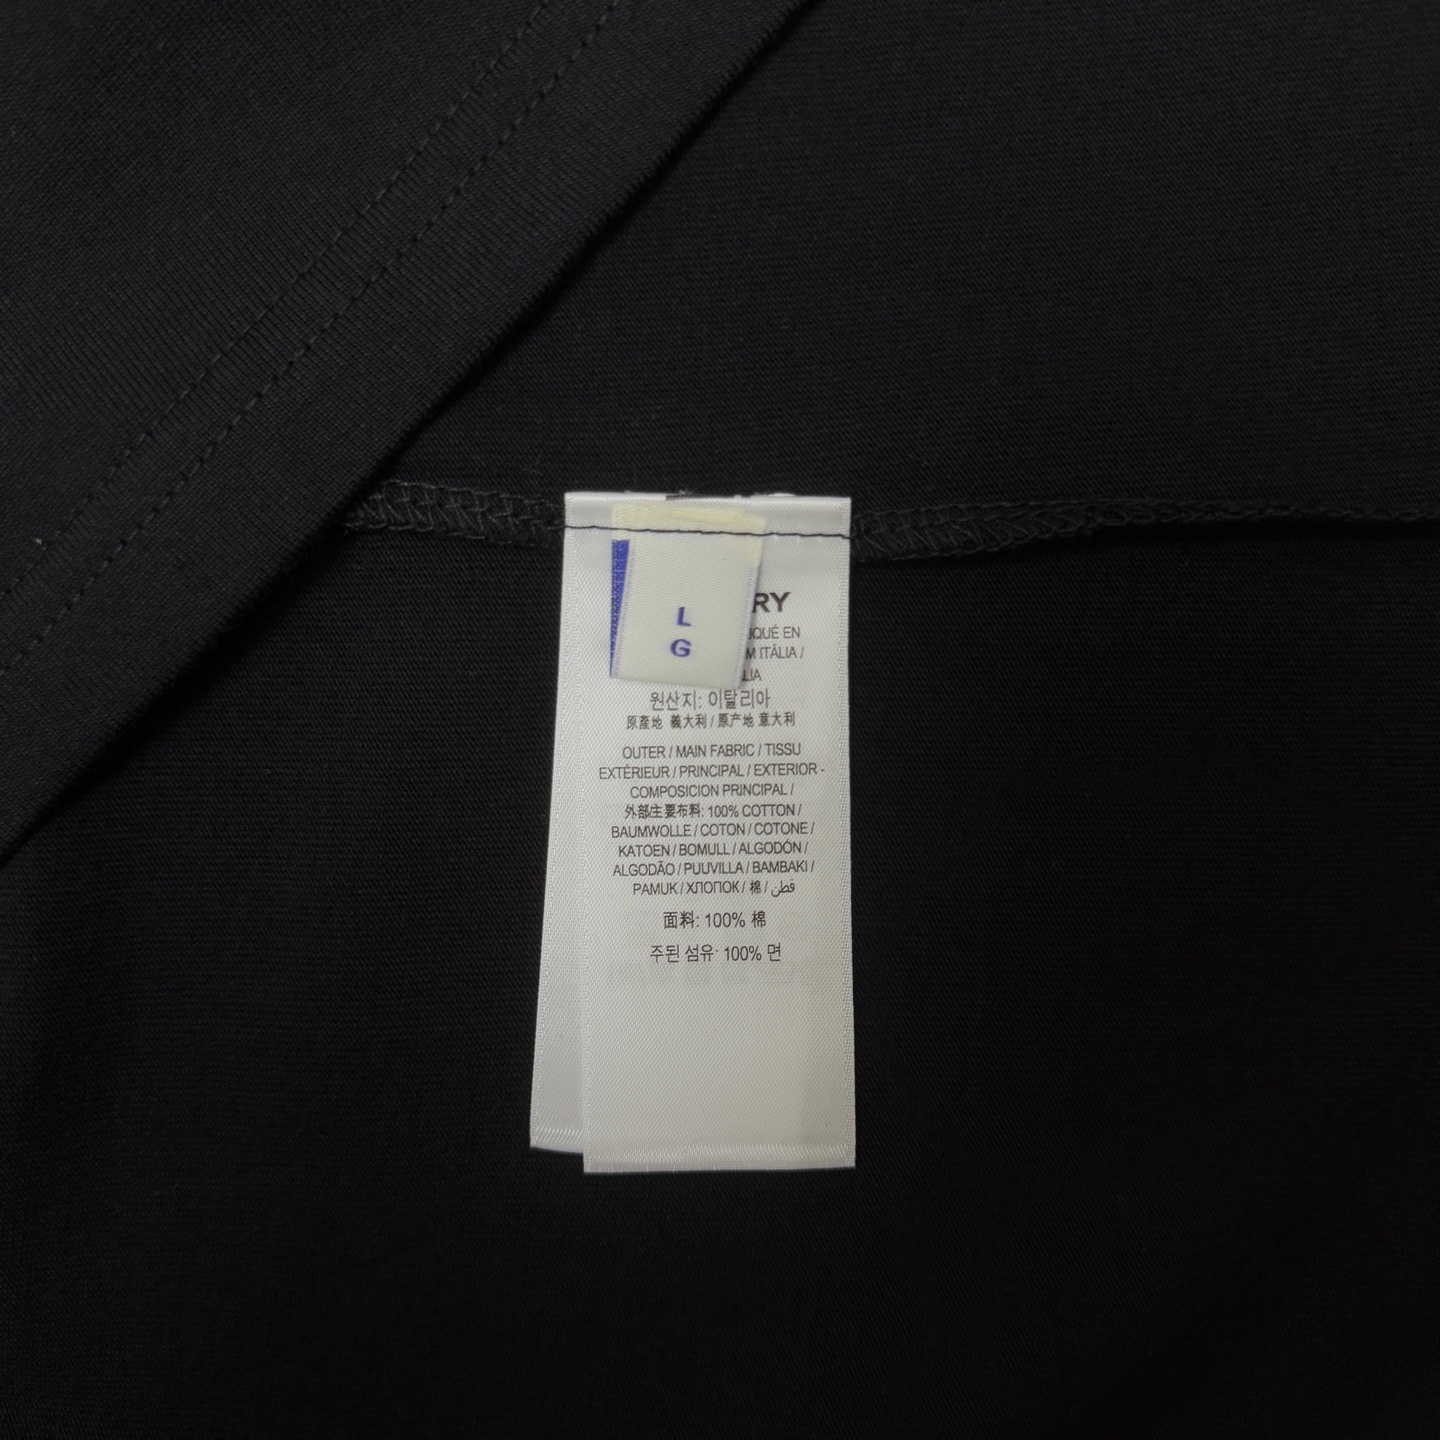 L
G
RY
QUÉ EN
M ITÁLIA /
LIA
원산지: 이탈리아
原產地 義大利 / 原产地 意大利
OUTER / MAIN FABRIC / TISSU
EXTÉRIEUR / PRINCIPAL / EXTERIOR -
COMPOSICION PRINCIPAL /
外部主要布料: 100% COTTON /
BAUMWOLLE / COTON / COTONE /
KATOEN / BOMULL / ALGODÓN /
ALGODÃO / PUUVILLA / BAMBAKI /
PAMUK / ХЛОПОК / 棉 / قطن
面料: 100% 棉
주된 섬유: 100% 면